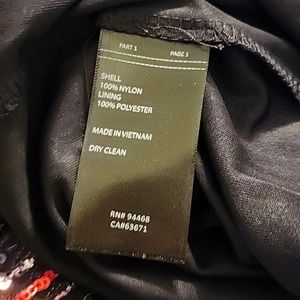 PART 1 PAGE 1
SHELL
100% NYLON
LINING
100% POLYESTER
MADE IN VIETNAM
DRY CLEAN
RN# 94468
CA#63671